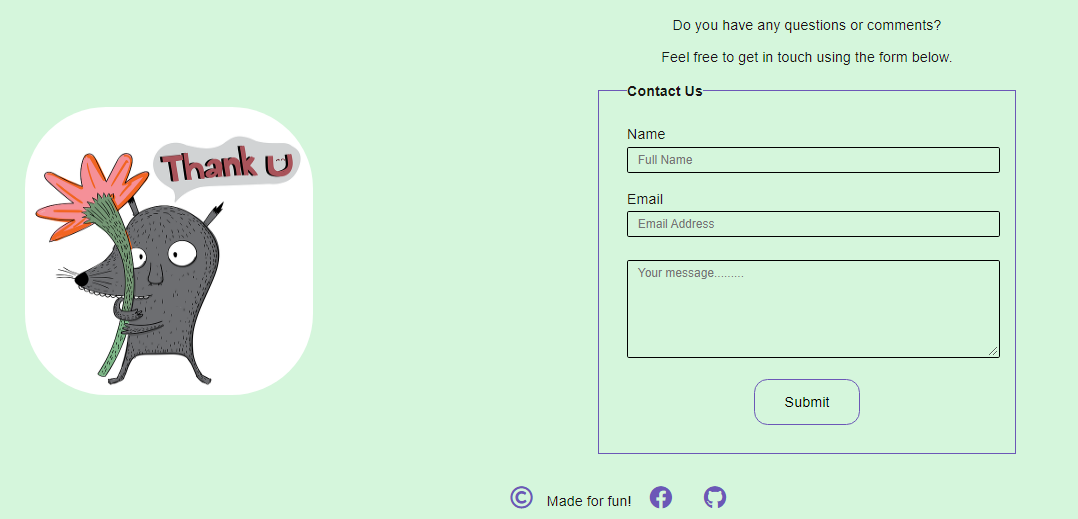 Do you have any questions or comments?
Feel free to get in touch using the form below.
Thank U
Contact Us
Name
Full Name
Email
Email Address
Your message.........
Submit
© Made for fun!